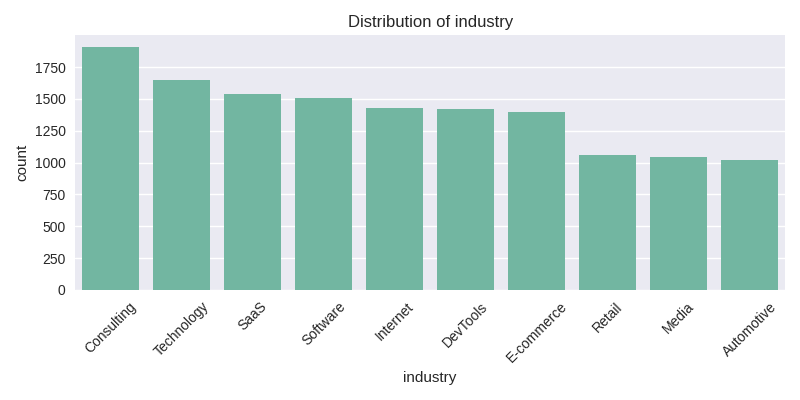 Distribution of industry
count
1750
1500
1250
1000
750
500
250
0
Consulting
Technology
SaaS
Software
Internet
DevTools
E-commerce
Retail
Media
Automotive
industry